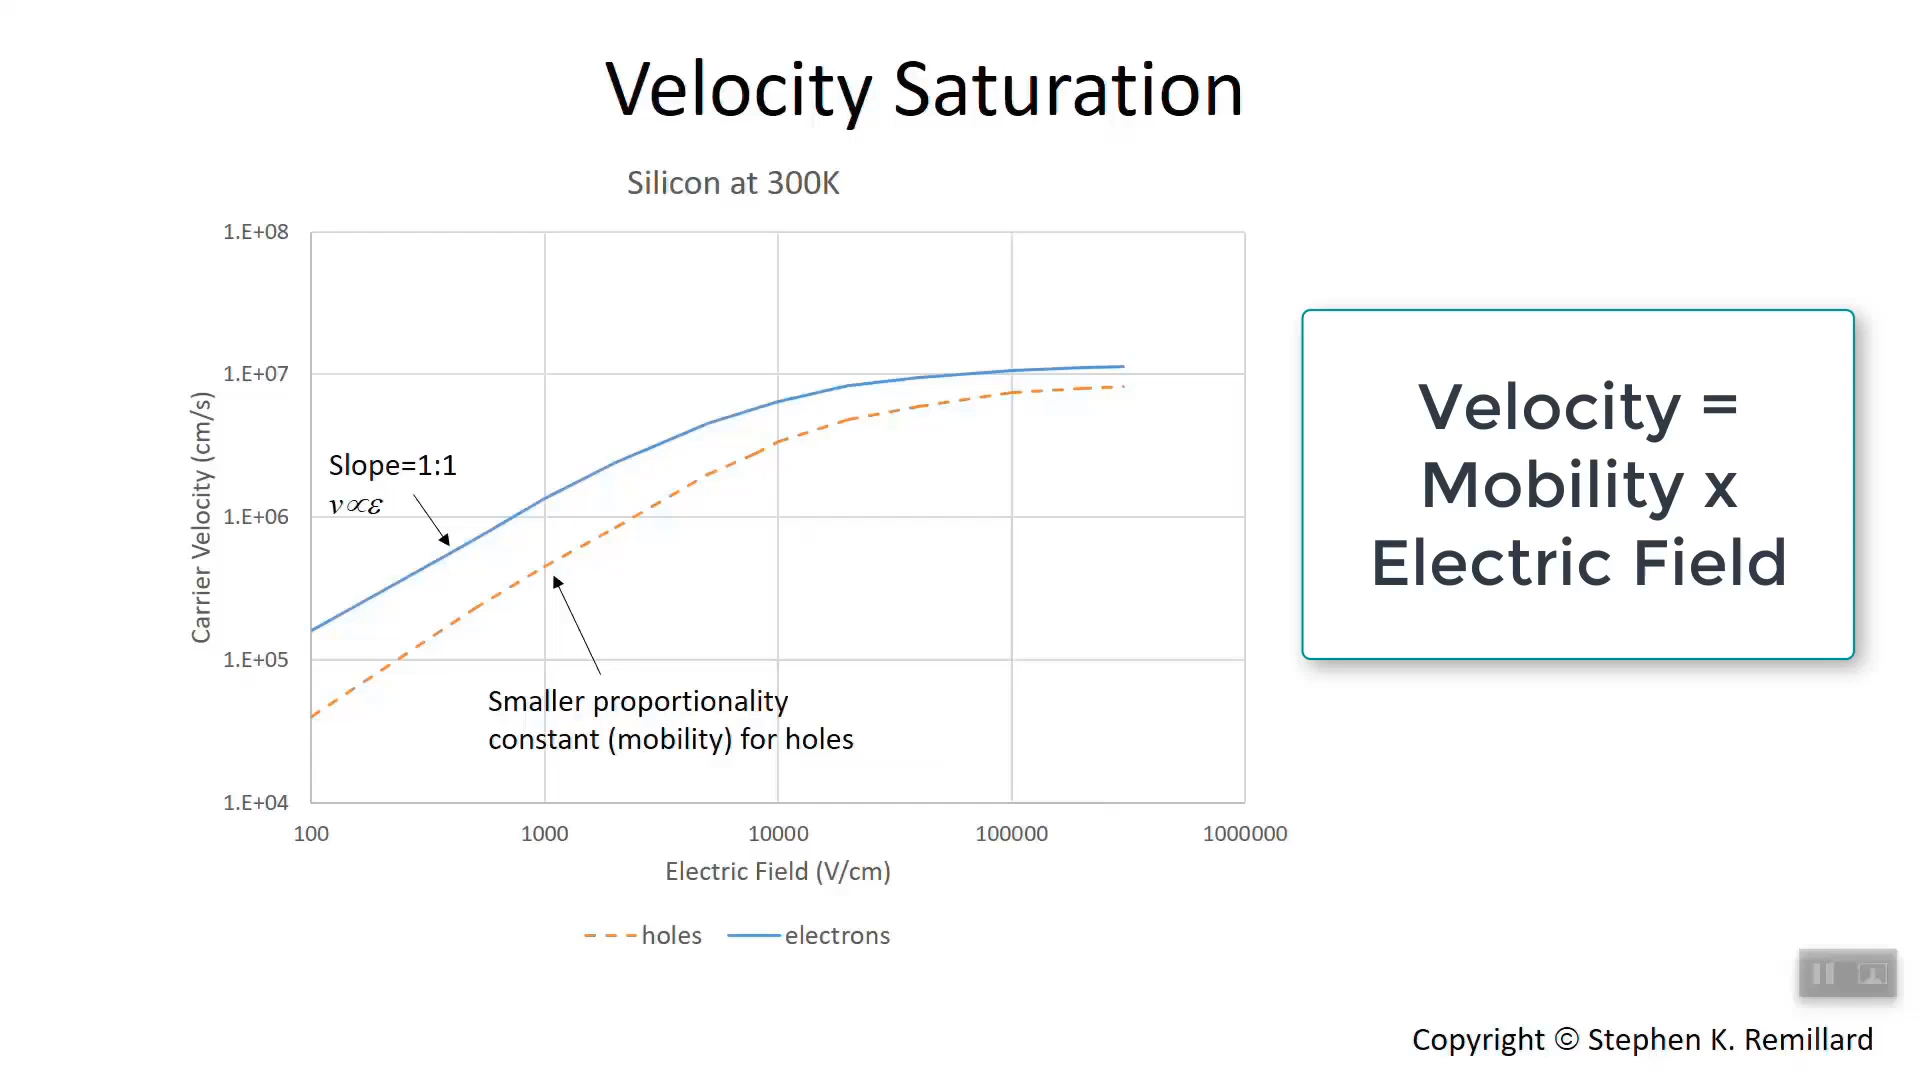 Velocity Saturation
Silicon at 300K
1.E+08
1.E+07
1.E+06
1.E+05
1.E+04
Carrier Velocity (cm/s)
Slope=1:1
v∝ε
Smaller proportionality
constant (mobility) for holes
100 1000 10000 100000 1000000
Electric Field (V/cm)
holes electrons
Velocity =
Mobility x
Electric Field
Copyright © Stephen K. Remillard